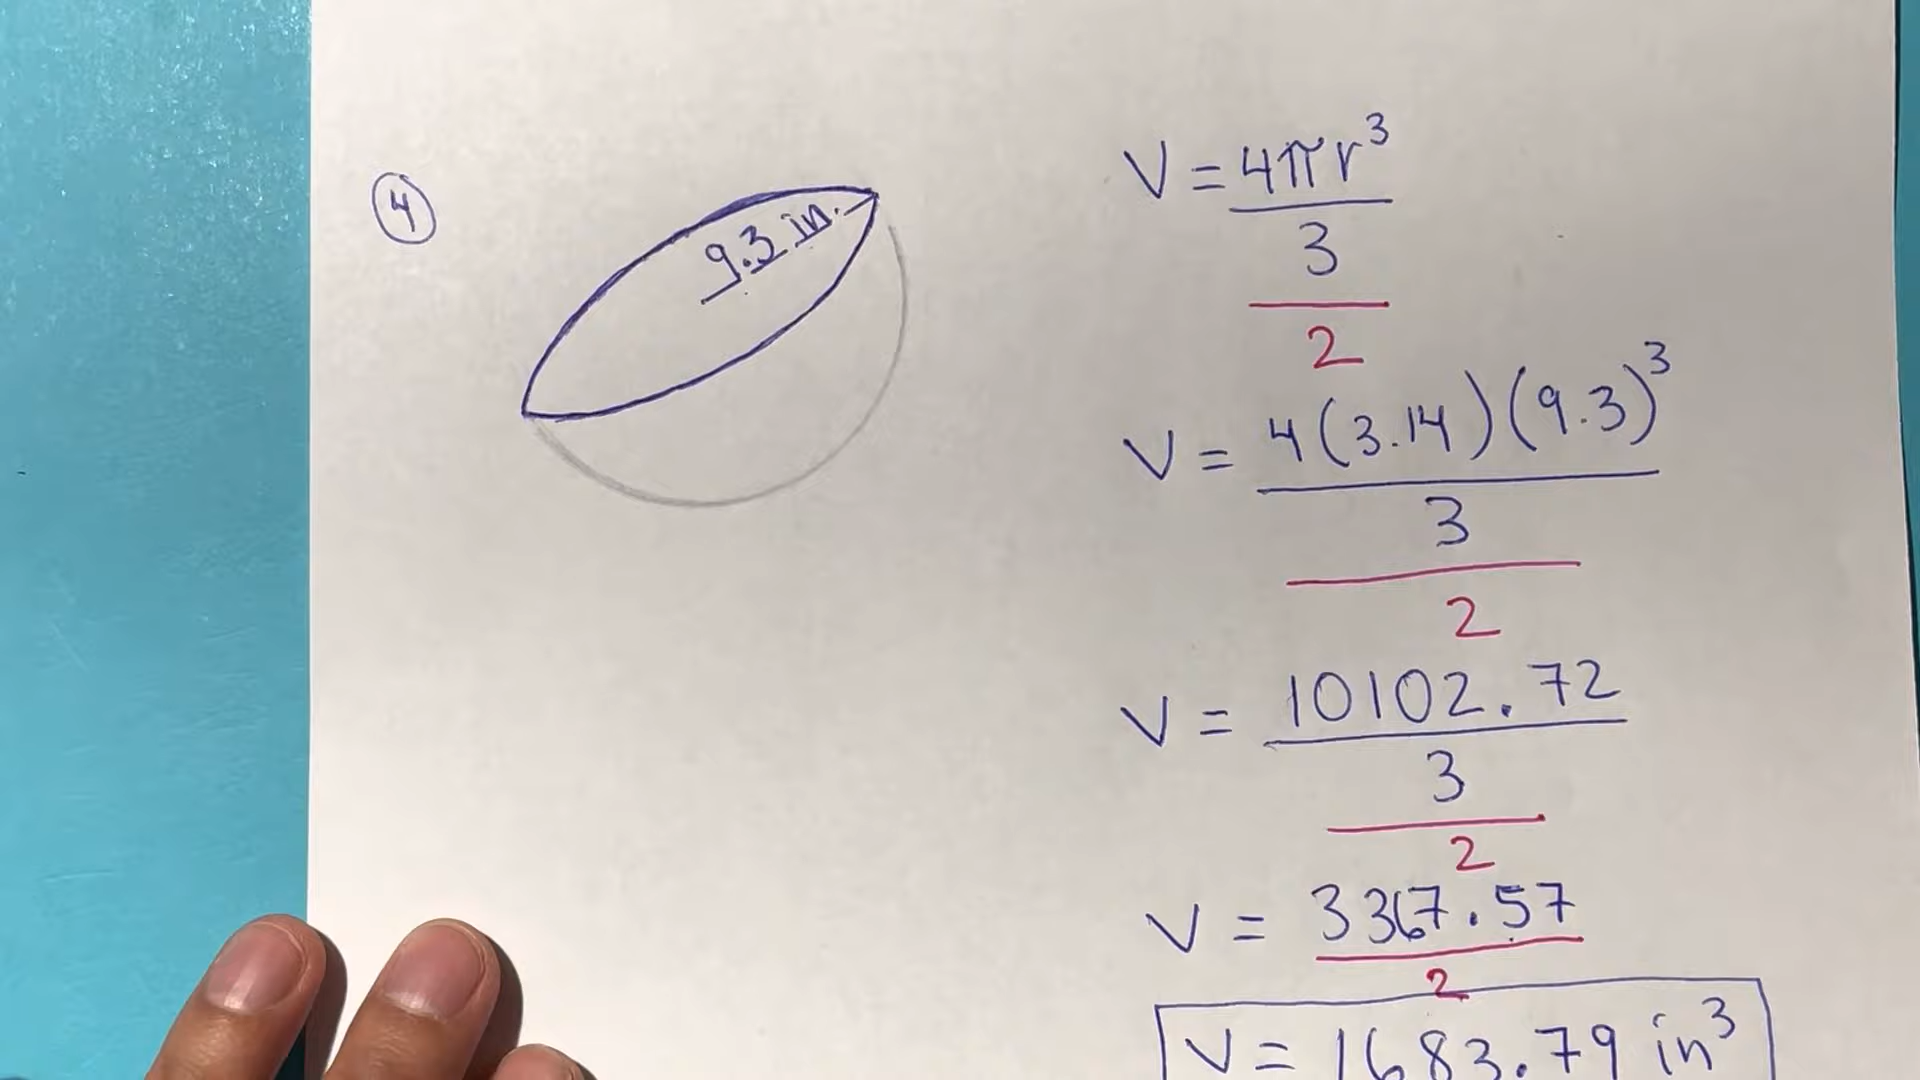 4
9.3 in.
V = 4πr³
3
2
V = 4(3.14)(9.3)³
3
2
V = 10102.72
3
2
V = 3367.57
2
V = 1683.79 in³